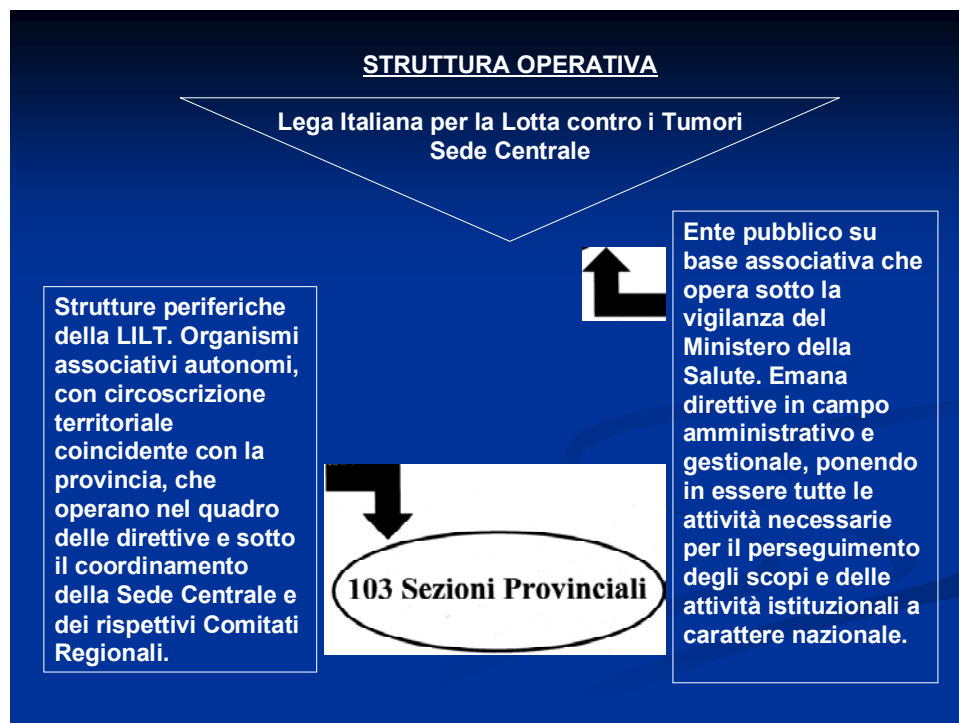 STRUTTURA OPERATIVA
Lega Italiana per la Lotta contro i Tumori
Sede Centrale
Ente pubblico su
base associativa che
opera sotto la
vigilanza del
Ministero della
Salute. Emana
direttive in campo
amministrativo e
gestionale, ponendo
in essere tutte le
attività necessarie
per il perseguimento
degli scopi e delle
attività istituzionali a
carattere nazionale.
Strutture periferiche
della LILT. Organismi
associativi autonomi,
con circoscrizione
territoriale
coincidente con la
provincia, che
operano nel quadro
delle direttive e sotto
il coordinamento
della Sede Centrale e
dei rispettivi Comitati
Regionali.
103 Sezioni Provinciali